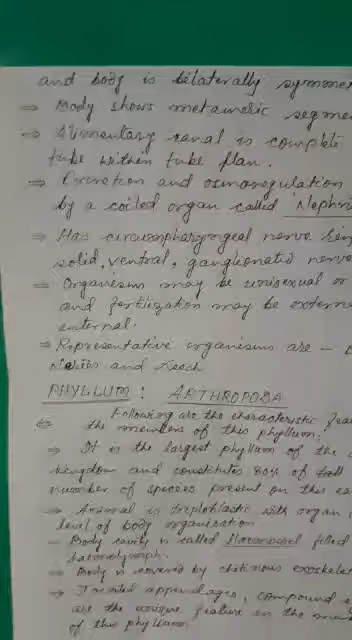 and body is bilaterally symme
⇒ Body shows metameric segme
⇒ Alimentary canal is complete
tube within tube plan.
⇒ Excretion and osmoregulation
by a coiled organ called Nephri
⇒ Has circumpharyngeal nerve
solid, ventral, ganglionated nerve
⇒ Organisms may be unisexual or
and fertilization may be extern
internal.
⇒ Representative organisms are -
Neries and Leech
PHYLLUM: ARTHROPODA
⇒ Following are the characteristic fea
the members of this phyllum:
⇒ It is the largest phyllum of the
kingdom and constitutes 80% of
number of species present on this ea
⇒ Animal is triploblastic with organ
level of body organisation
⇒ Body cavity is called Haemocoel filled
haemolymph.
⇒ Body is covered by chitinous exoskele
⇒ Jointed appendages, compound e
are the unique feature in the
of this phyllum